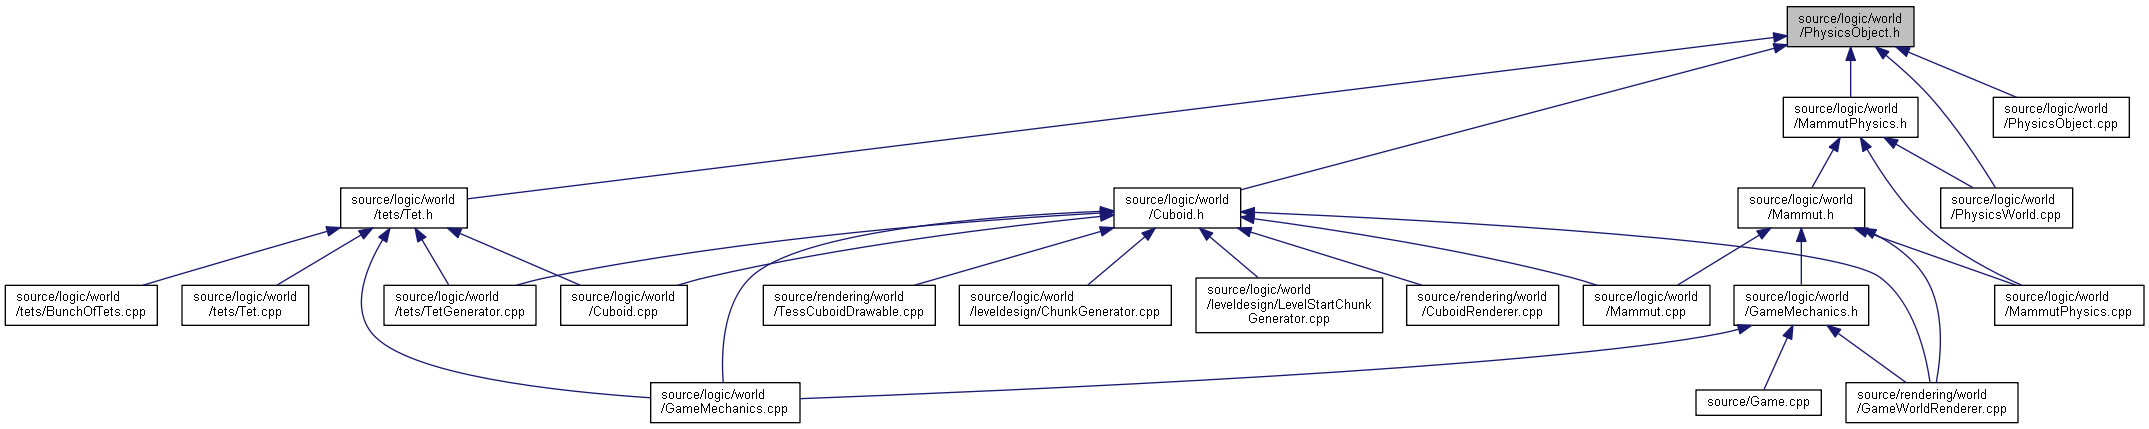 source/logic/world
/PhysicsObject.h
source/logic/world
/MammutPhysics.h
source/logic/world
/PhysicsObject.cpp
source/logic/world
/tets/Tet.h
source/logic/world
/Cuboid.h
source/logic/world
/Mammut.h
source/logic/world
/PhysicsWorld.cpp
source/logic/world
/tets/BunchOfTets.cpp
source/logic/world
/tets/Tet.cpp
source/logic/world
/tets/TetGenerator.cpp
source/logic/world
/Cuboid.cpp
source/rendering/world
/TessCuboidDrawable.cpp
source/logic/world
/leveldesign/ChunkGenerator.cpp
source/logic/world
/leveldesign/LevelStartChunk
Generator.cpp
source/rendering/world
/CuboidRenderer.cpp
source/logic/world
/Mammut.cpp
source/logic/world
/GameMechanics.h
source/logic/world
/MammutPhysics.cpp
source/logic/world
/GameMechanics.cpp
source/Game.cpp
source/rendering/world
/GameWorldRenderer.cpp